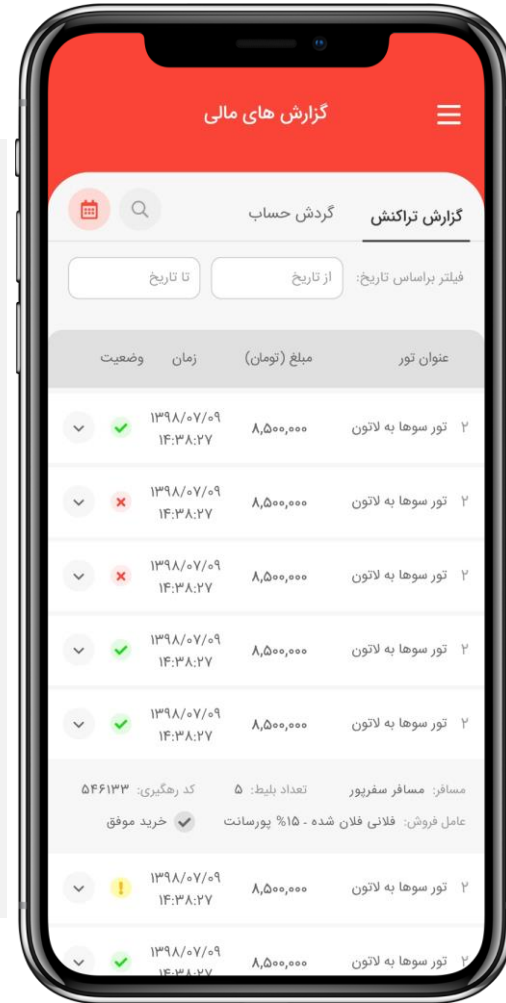 گزارش های مالی
گزارش تراکنش گردش حساب
فیلتر براساس تاریخ: از تاریخ تا تاریخ
عنوان تور مبلغ (تومان) زمان وضعیت
۲ تور سوها به لاتون ۸,۵۰۰,۰۰۰ ۱۳۹۸/۰۷/۰۹
۱۴:۳۸:۲۷
۲ تور سوها به لاتون ۸,۵۰۰,۰۰۰ ۱۳۹۸/۰۷/۰۹
۱۴:۳۸:۲۷
۲ تور سوها به لاتون ۸,۵۰۰,۰۰۰ ۱۳۹۸/۰۷/۰۹
۱۴:۳۸:۲۷
۲ تور سوها به لاتون ۸,۵۰۰,۰۰۰ ۱۳۹۸/۰۷/۰۹
۱۴:۳۸:۲۷
۲ تور سوها به لاتون ۸,۵۰۰,۰۰۰ ۱۳۹۸/۰۷/۰۹
۱۴:۳۸:۲۷
مسافر: مسافر سفرپور تعداد بلیط: ۵ کد رهگیری: ۵۴۶۱۳۳
عامل فروش: فلانی فلان شده - ۱۵% پورسانت خرید موفق
۲ تور سوها به لاتون ۸,۵۰۰,۰۰۰ ۱۳۹۸/۰۷/۰۹
۱۴:۳۸:۲۷
۲ تور سوها به لاتون ۸,۵۰۰,۰۰۰ ۱۳۹۸/۰۷/۰۹
۱۴:۳۸:۲۷